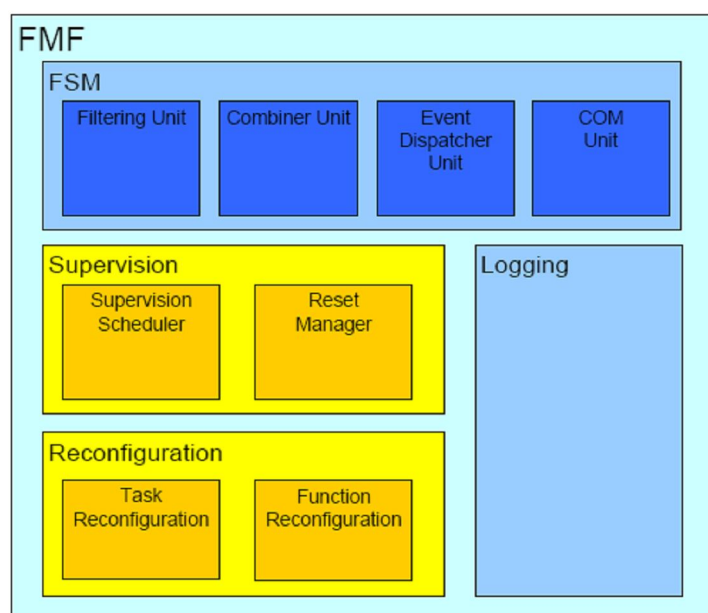 FMF
FSM
Filtering Unit
Combiner Unit
Event
Dispatcher
Unit
COM
Unit
Supervision
Supervision
Scheduler
Reset
Manager
Logging
Reconfiguration
Task
Reconfiguration
Function
Reconfiguration